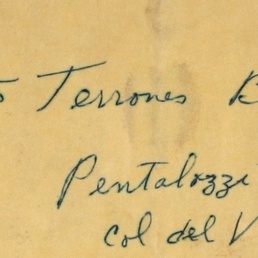 o Terrones B
Pentalozzi
col del V